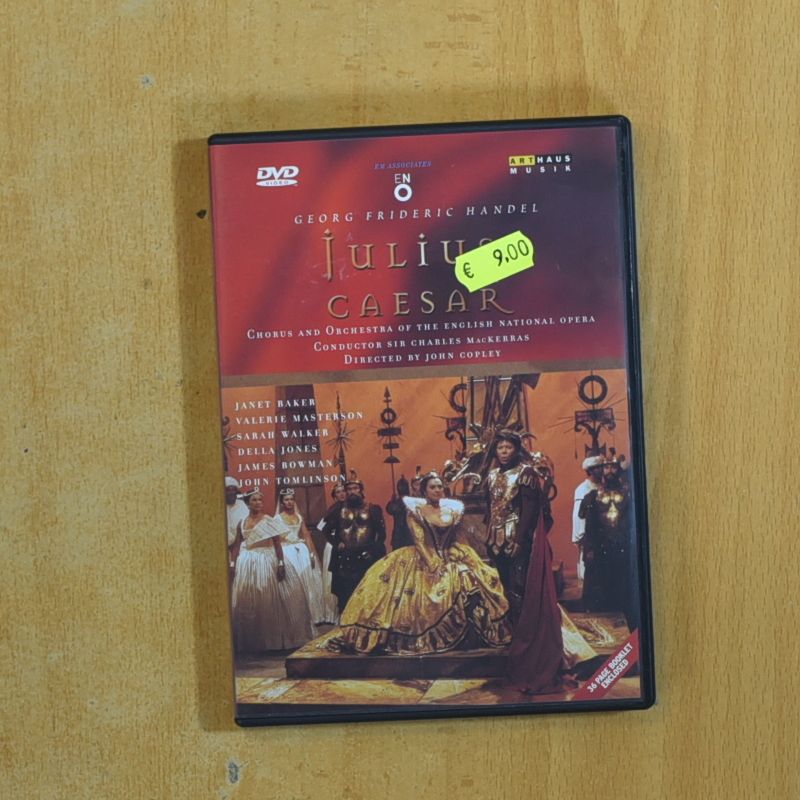 DVD
VIDEO
RM ASSOCIATES
EN
O
ARTHAUS
MUSIK
GEORG FRIDERIC HANDEL
JULIUS
€ 9,00
CAESAR
CHORUS AND ORCHESTRA OF THE ENGLISH NATIONAL OPERA
CONDUCTOR SIR CHARLES MACKERRAS
DIRECTED BY JOHN COPLEY
JANET BAKER
VALERIE MASTERSON
SARAH WALKER
DELLA JONES
JAMES BOWMAN
JOHN TOMLINSON
36 PAGE BOOKLET
ENCLOSED